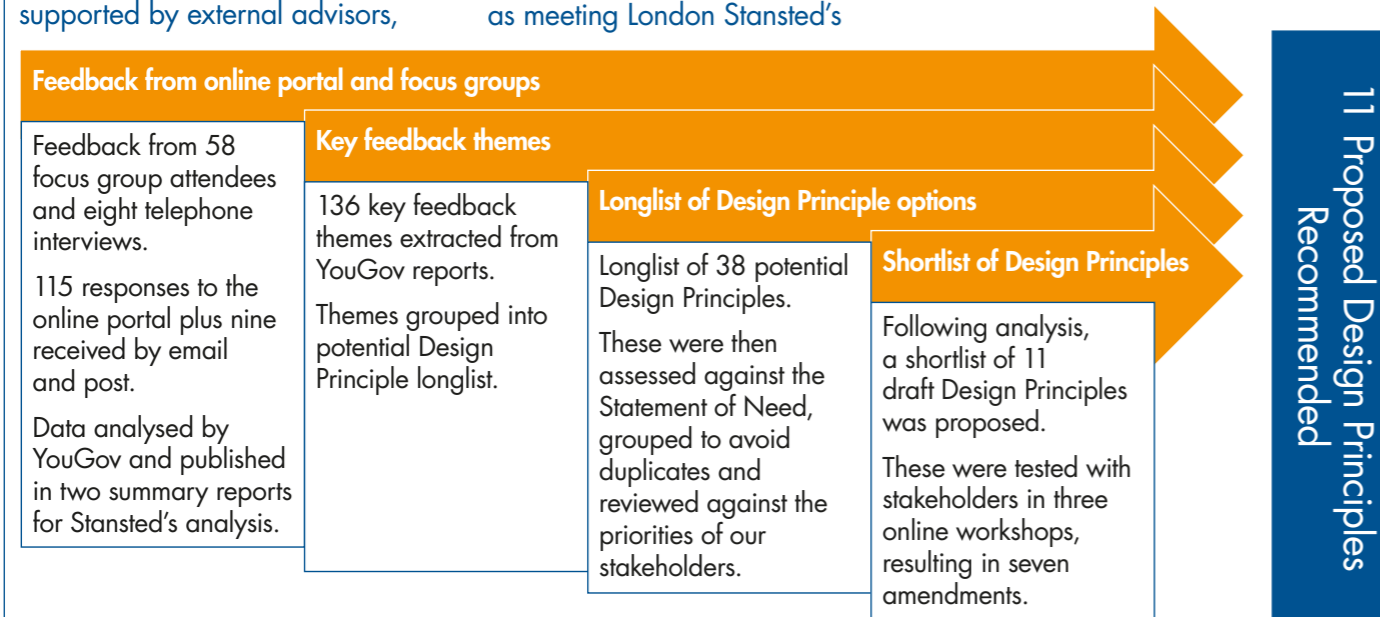 supported by external advisors,
as meeting London Stansted's
Feedback from online portal and focus groups
Feedback from 58
focus group attendees
and eight telephone
interviews.
115 responses to the
online portal plus nine
received by email
and post.
Data analysed by
YouGov and published
in two summary reports
for Stansted's analysis.
Key feedback themes
136 key feedback
themes extracted from
YouGov reports.
Themes grouped into
potential Design
Principle longlist.
Longlist of Design Principle options
Longlist of 38 potential
Design Principles.
These were then
assessed against the
Statement of Need,
grouped to avoid
duplicates and
reviewed against the
priorities of our
stakeholders.
Shortlist of Design Principles
Following analysis,
a shortlist of 11
draft Design Principles
was proposed.
These were tested with
stakeholders in three
online workshops,
resulting in seven
amendments.
11 Proposed Design Principles
Recommended